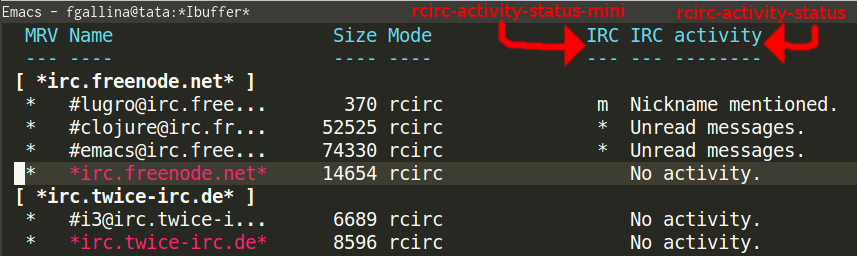 Emacs – fgallina@tata:*Ibuffer*
rcirc-activity-status-mini rcirc-activity-status
MRV Name Size Mode IRC IRC activity
--- ---- ---- ---- --- --- --------
[ *irc.freenode.net* ]
* #lugro@irc.free... 370 rcirc m Nickname mentioned.
* #clojure@irc.fr... 52525 rcirc * Unread messages.
* #emacs@irc.free... 74330 rcirc * Unread messages.
* *irc.freenode.net* 14654 rcirc No activity.
[ *irc.twice-irc.de* ]
* #i3@irc.twice-i... 6689 rcirc No activity.
* *irc.twice-irc.de* 8596 rcirc No activity.